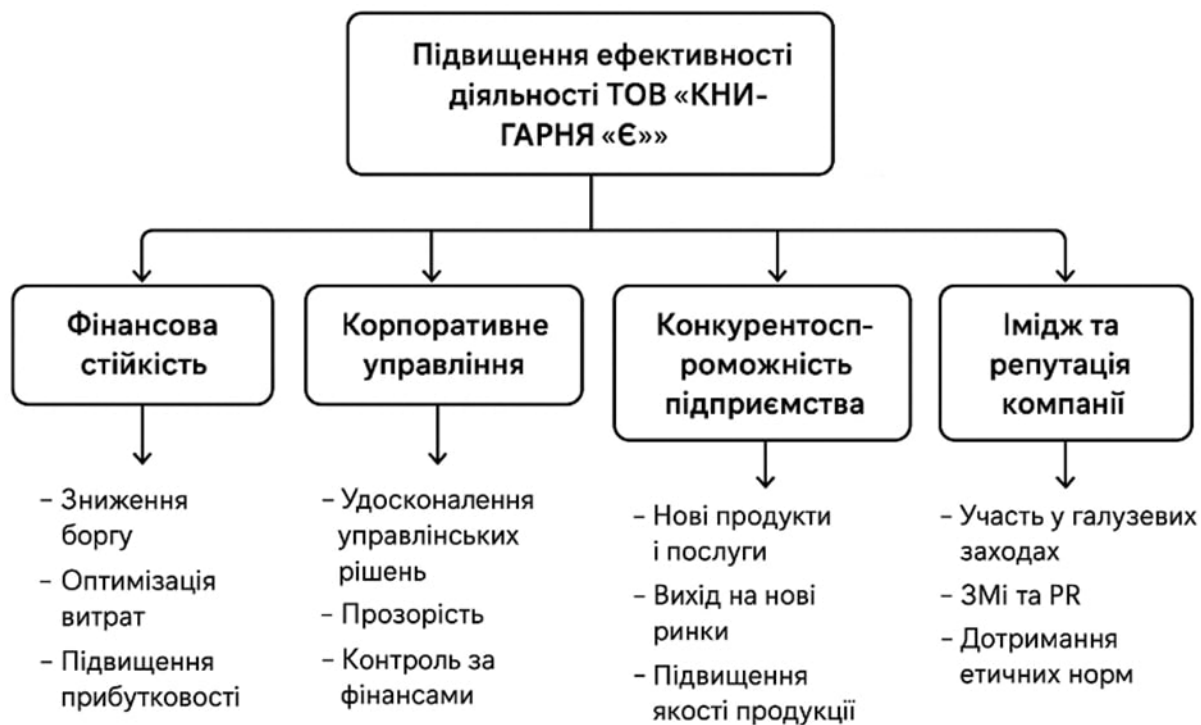 Підвищення ефективності
діяльності ТОВ «КНИ-
ГАРНЯ «Є»»
Фінансова
стійкість
– Зниження
боргу
– Оптимізація
витрат
– Підвищення
прибутковості
Корпоративне
управління
– Удосконалення
управлінських
рішень
– Прозорість
– Контроль за
фінансами
Конкурентосп-
роможність
підприємства
– Нові продукти
і послуги
– Вихід на нові
ринки
– Підвищення
якості продукції
Імідж та
репутація
компанії
– Участь у галузевих
заходах
– ЗМі та PR
– Дотримання
етичних норм